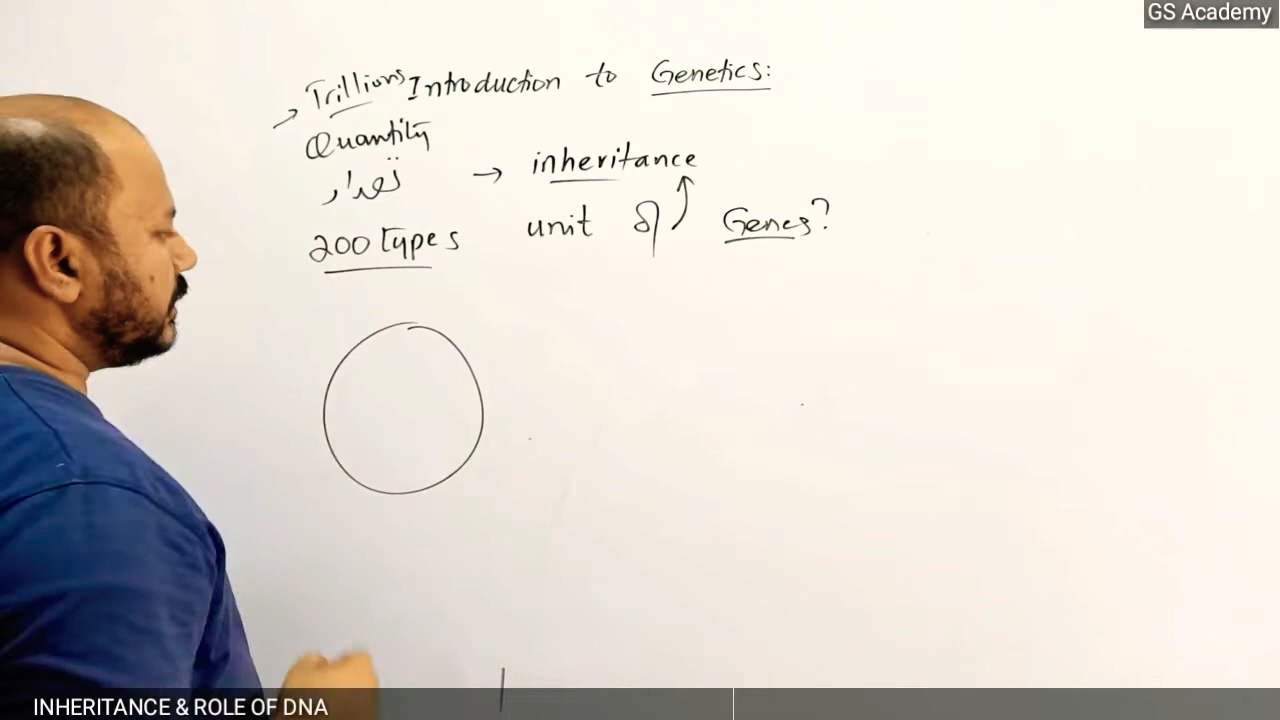 GS Academy
Trillions Introduction to Genetics:
Quantity
تعداد
→ inheritance
200 types
unit of Genes?
INHERITANCE & ROLE OF DNA